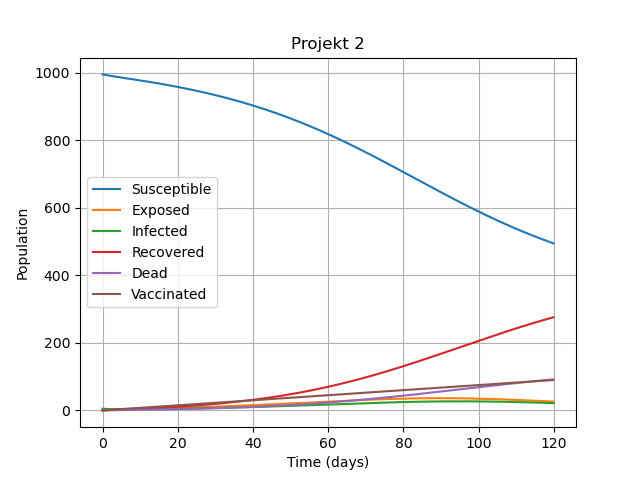 Projekt 2
Population
1000
800
600
400
200
0
Susceptible
Exposed
Infected
Recovered
Dead
Vaccinated
0 20 40 60 80 100 120
Time (days)